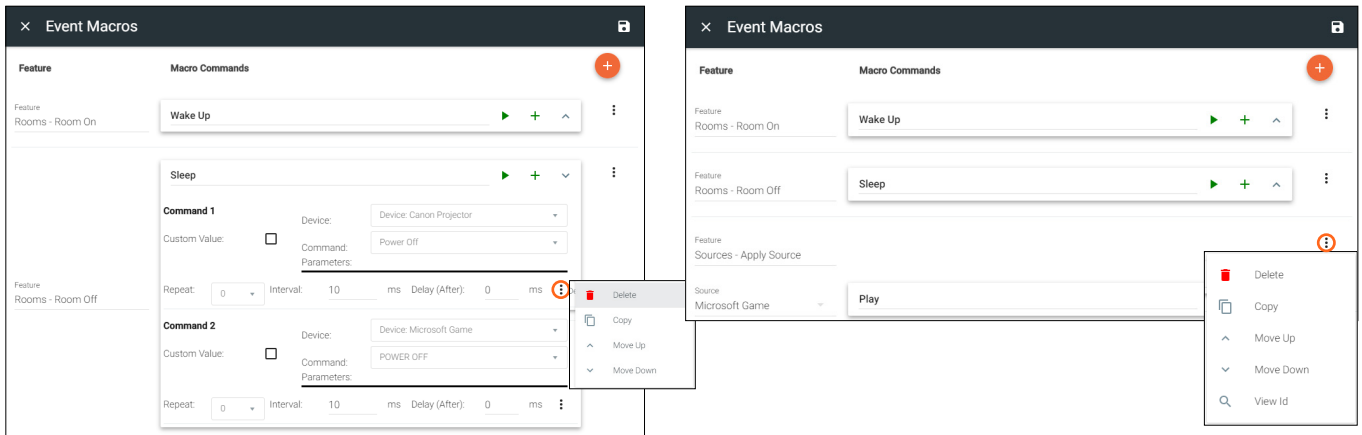 Event Macros
Feature Macro Commands
Feature
Rooms - Room On
Wake Up
Sleep
Command 1
Device: Device: Canon Projector
Custom Value:
Command: Power Off
Parameters:
Feature
Rooms - Room Off
Repeat: 0 Interval: 10 ms Delay (After): 0 ms
Command 2
Device: Device: Microsoft Game
Custom Value:
Command: POWER OFF
Parameters:
Repeat: 0 Interval: 10 ms Delay (After): 0 ms
Delete
Copy
Move Up
Move Down
Event Macros
Feature Macro Commands
Feature
Rooms - Room On
Wake Up
Feature
Rooms - Room Off
Sleep
Feature
Sources - Apply Source
Source
Microsoft Game
Play
Delete
Copy
Move Up
Move Down
View Id